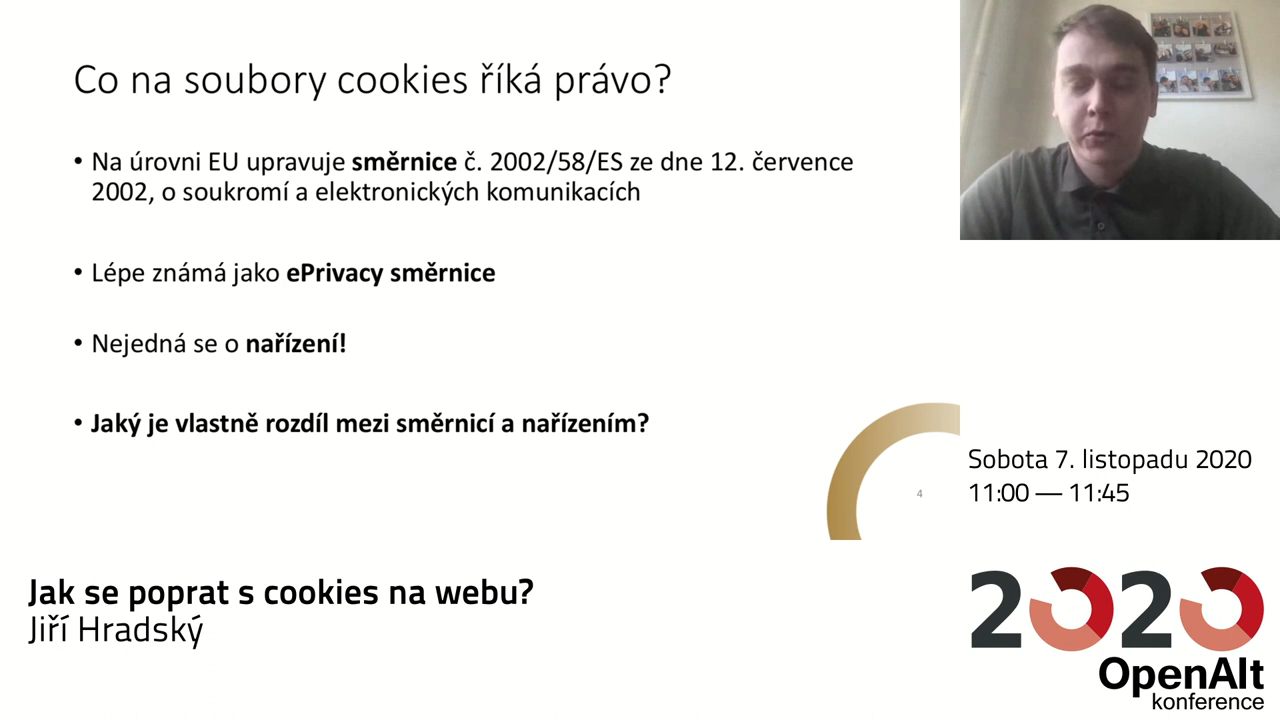 Co na soubory cookies říká právo?
• Na úrovni EU upravuje směrnice č. 2002/58/ES ze dne 12. července
2002, o soukromí a elektronických komunikacích
• Lépe známá jako ePrivacy směrnice
• Nejedná se o nařízení!
• Jaký je vlastně rozdíl mezi směrnicí a nařízením?
4
Sobota 7. listopadu 2020
11:00 — 11:45
Jak se poprat s cookies na webu?
Jiří Hradský
2020
OpenAlt
konference